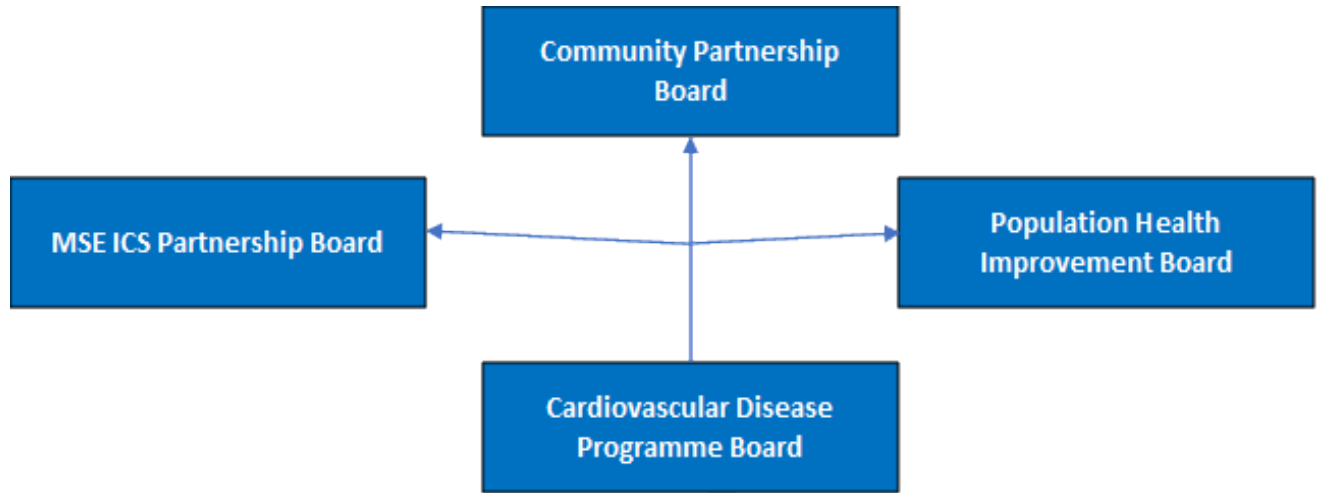 Community Partnership
Board
MSE ICS Partnership Board
Population Health
Improvement Board
Cardiovascular Disease
Programme Board